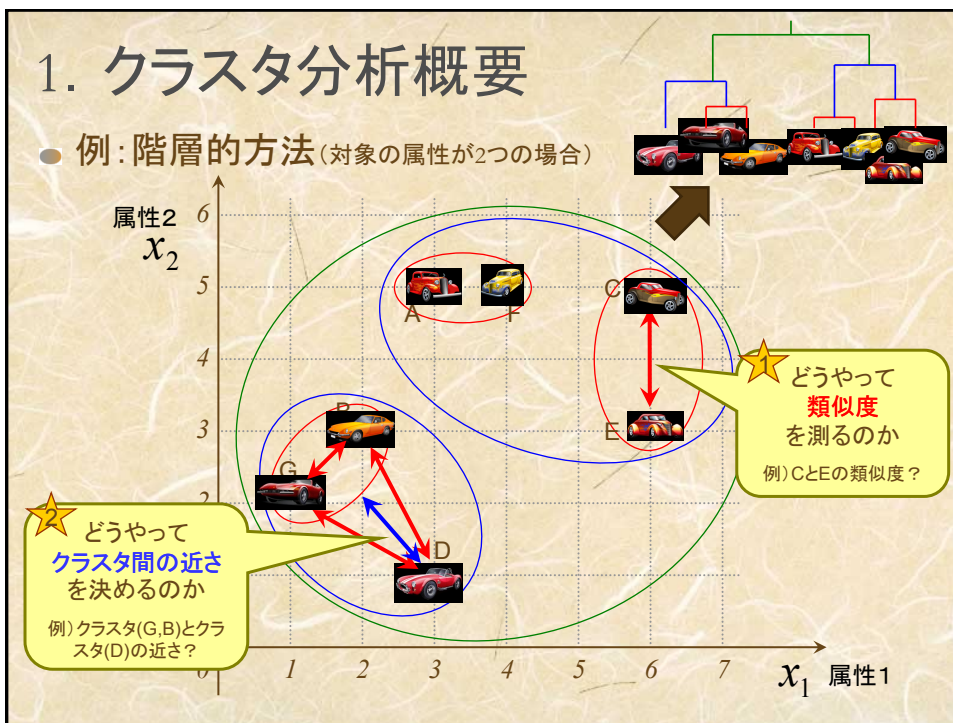 1. クラスタ分析概要
例：階層的方法（対象の属性が2つの場合）
属性2
x2
6
5
4
3
2
A
F
C
E
B
G
D
1
どうやって
類似度
を測るのか
例）CとEの類似度？
2
どうやって
クラスタ間の近さ
を決めるのか
例）クラスタ(G,B)とクラ
スタ(D)の近さ？
0
1
2
3
4
5
6
7
x1 属性1